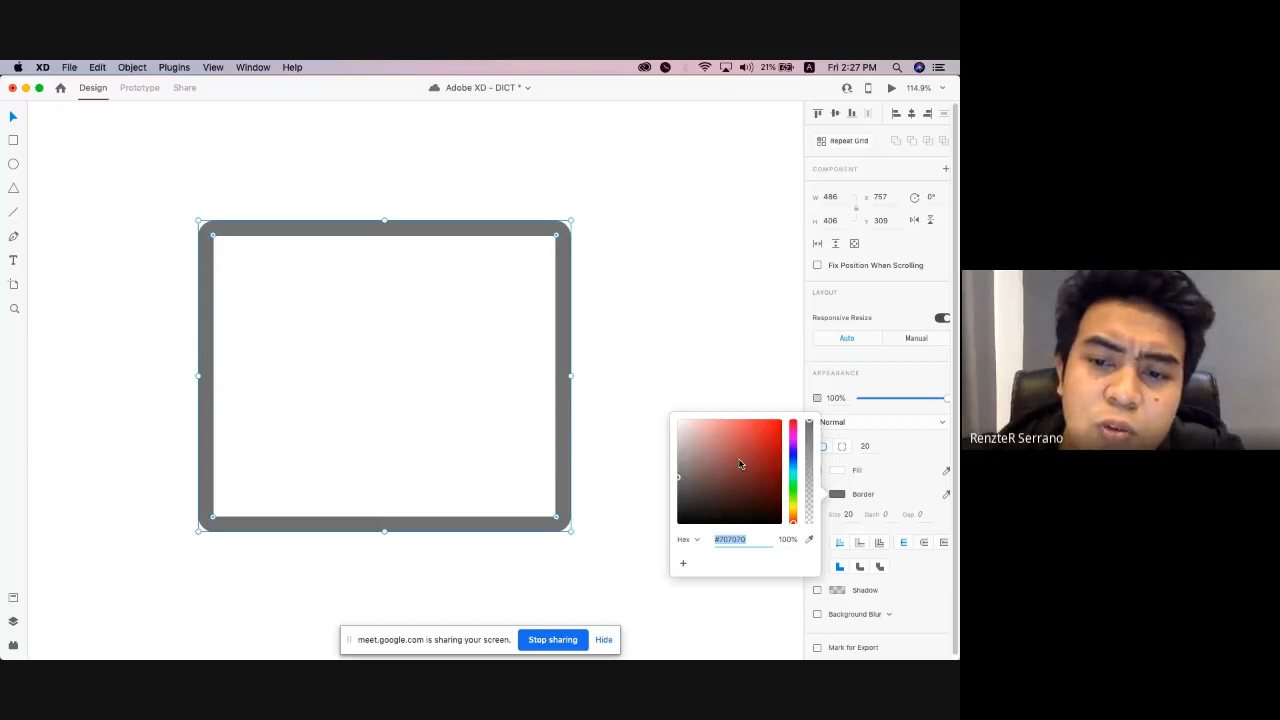 XD File Edit Object Plugins View Window Help 21% A Fri 2:27 PM
Design Prototype Share Adobe XD - DICT * 114.9%
Repeat Grid
COMPONENT +
W 486 X 757 0°
H 406 Y 309
Fix Position When Scrolling
LAYOUT
Responsive Resize
Auto Manual
APPEARANCE
100%
Normal
20
Fill
Border
Size 20 Dash 0 Gap 0
Hex #707070 100%
+
Shadow
Background Blur
Mark for Export
T
meet.google.com is sharing your screen. Stop sharing Hide
RenzteR Serrano